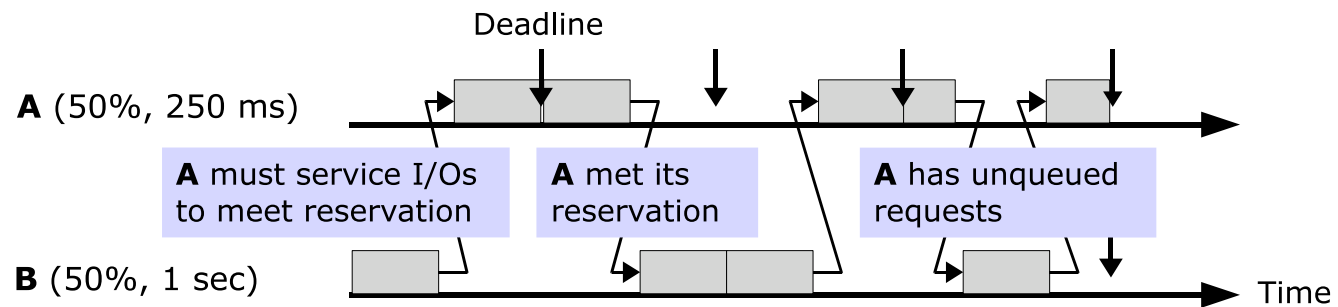 Deadline
A (50%, 250 ms)
A must service I/Os
to meet reservation
A met its
reservation
A has unqueued
requests
B (50%, 1 sec)
Time